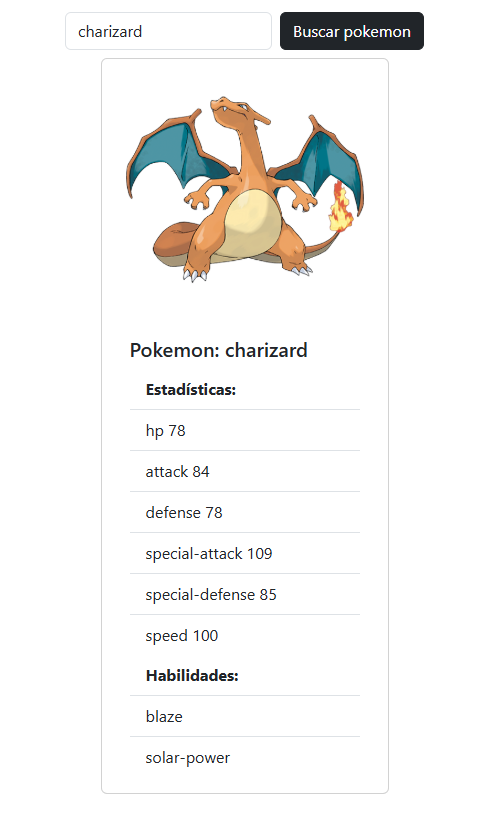 charizard
Buscar pokemon
Pokemon: charizard
Estadísticas:
hp 78
attack 84
defense 78
special-attack 109
special-defense 85
speed 100
Habilidades:
blaze
solar-power